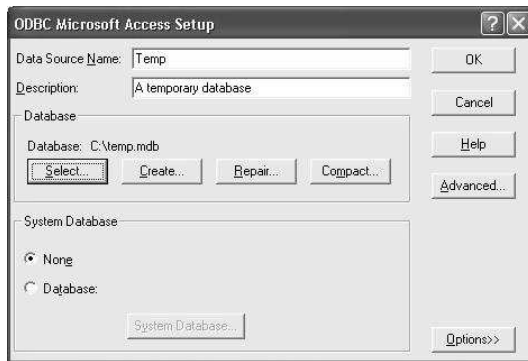 ODBC Microsoft Access Setup
Data Source Name: Temp
OK
Description: A temporary database
Cancel
Database
Database: C:\temp.mdb
Help
Select... Create... Repair... Compact...
Advanced...
System Database
None
Database:
System Database...
Options>>